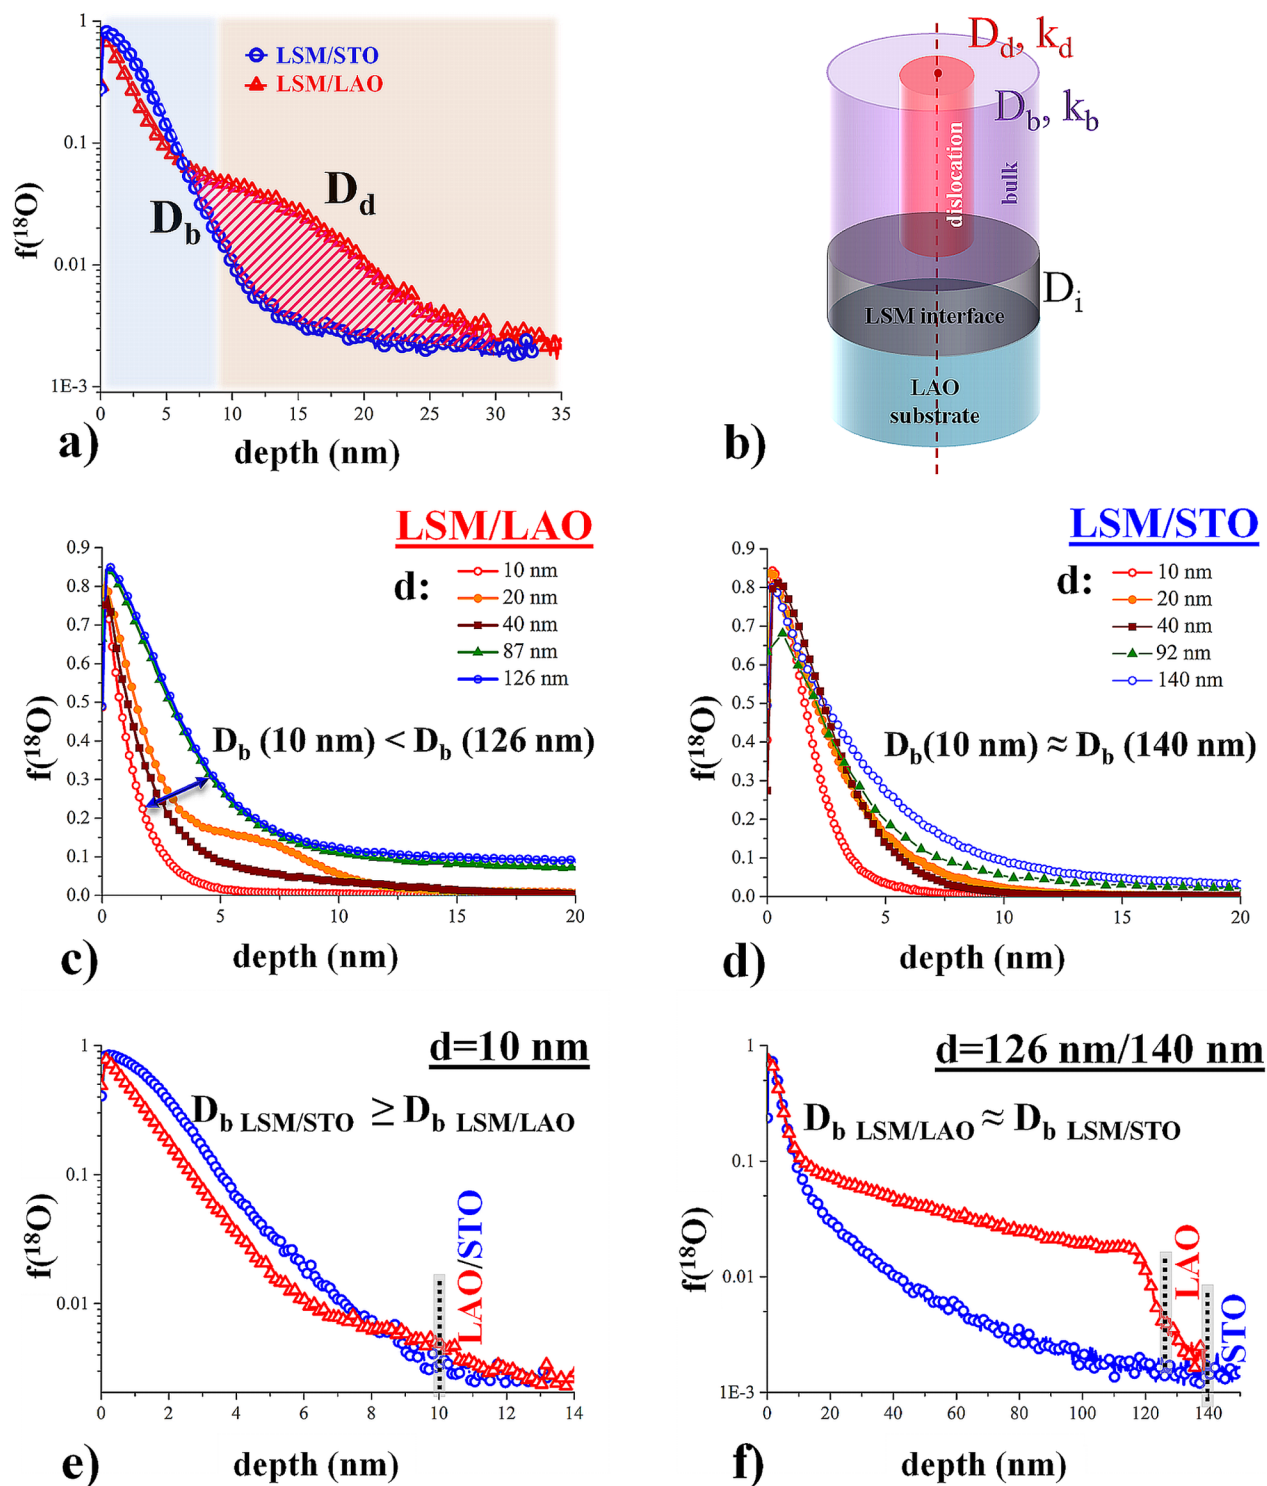 1
0.1
0.01
1E-3
f(¹⁸O)
LSM/STO
LSM/LAO
D_b
D_d
0 5 10 15 20 25 30 35
depth (nm)
a)
D_d, k_d
D_b, k_b
dislocation
bulk
D_i
LSM interface
LAO
substrate
b)
LSM/LAO
d:
10 nm
20 nm
40 nm
87 nm
126 nm
0.9
0.8
0.7
0.6
0.5
0.4
0.3
0.2
0.1
0.0
f(¹⁸O)
D_b (10 nm) < D_b (126 nm)
0 5 10 15 20
depth (nm)
c)
LSM/STO
d:
10 nm
20 nm
40 nm
92 nm
140 nm
0.9
0.8
0.7
0.6
0.5
0.4
0.3
0.2
0.1
0.0
f(¹⁸O)
D_b(10 nm) ≈ D_b (140 nm)
0 5 10 15 20
depth (nm)
d)
d=10 nm
1
0.1
0.01
f(¹⁸O)
D_b LSM/STO ≥ D_b LSM/LAO
LAO/STO
0 2 4 6 8 10 12 14
depth (nm)
e)
d=126 nm/140 nm
1
0.1
0.01
1E-3
f(¹⁸O)
D_b LSM/LAO ≈ D_b LSM/STO
LAO
STO
0 20 40 60 80 100 120 140
depth (nm)
f)